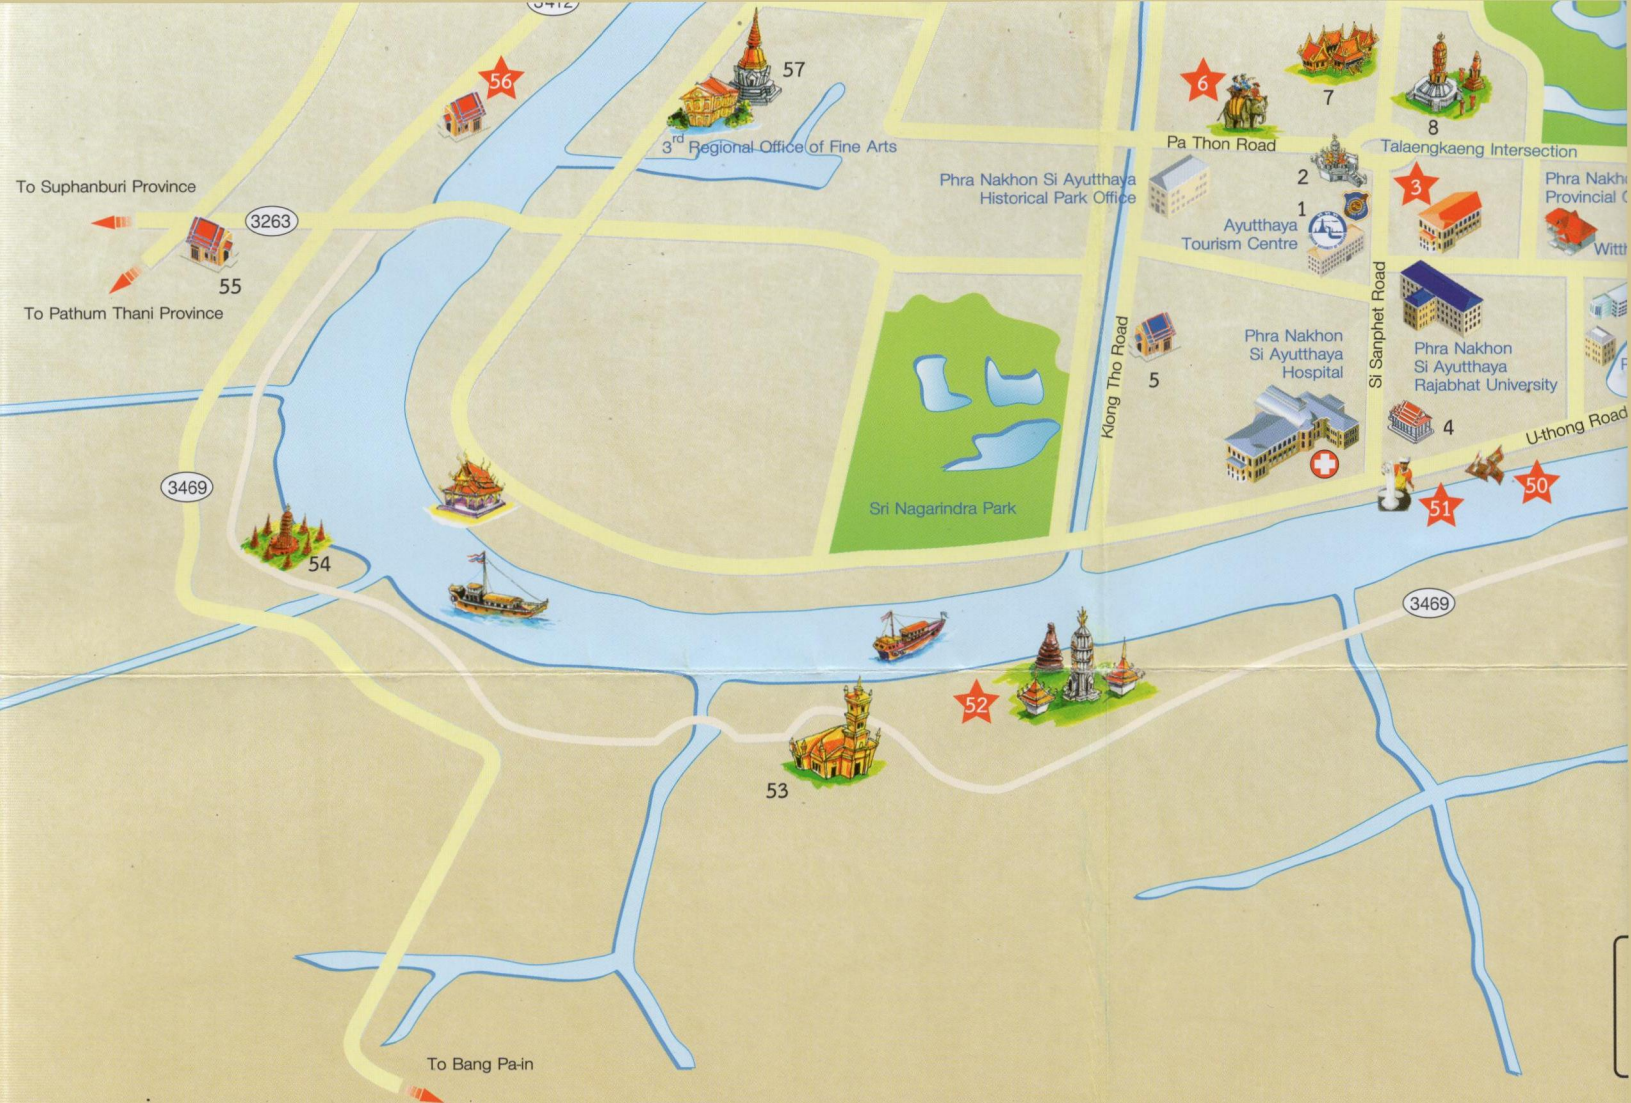 3412
56
57
6
7
8
3rd Regional Office of Fine Arts
Pa Thon Road
Talaengkaeng Intersection
To Suphanburi Province
3263
55
To Pathum Thani Province
Phra Nakhon Si Ayutthaya
Historical Park Office
2
1
3
Ayutthaya
Tourism Centre
Provincial
Klong Tho Road
5
Phra Nakhon
Si Ayutthaya
Hospital
Si Sanphet Road
Phra Nakhon
Si Ayutthaya
Rajabhat University
4
U-thong Road
3469
54
Sri Nagarindra Park
51
50
3469
52
53
To Bang Pa-in